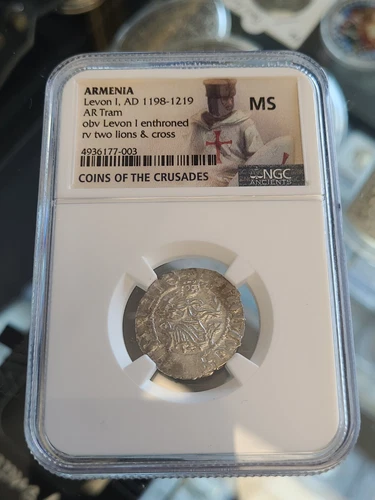 ARMENIA
Levon I, AD 1198-1219
AR Tram
obv Levon I enthroned
rv two lions & cross
4936177-003
MS
COINS OF THE CRUSADES
NGC
ANCIENTS